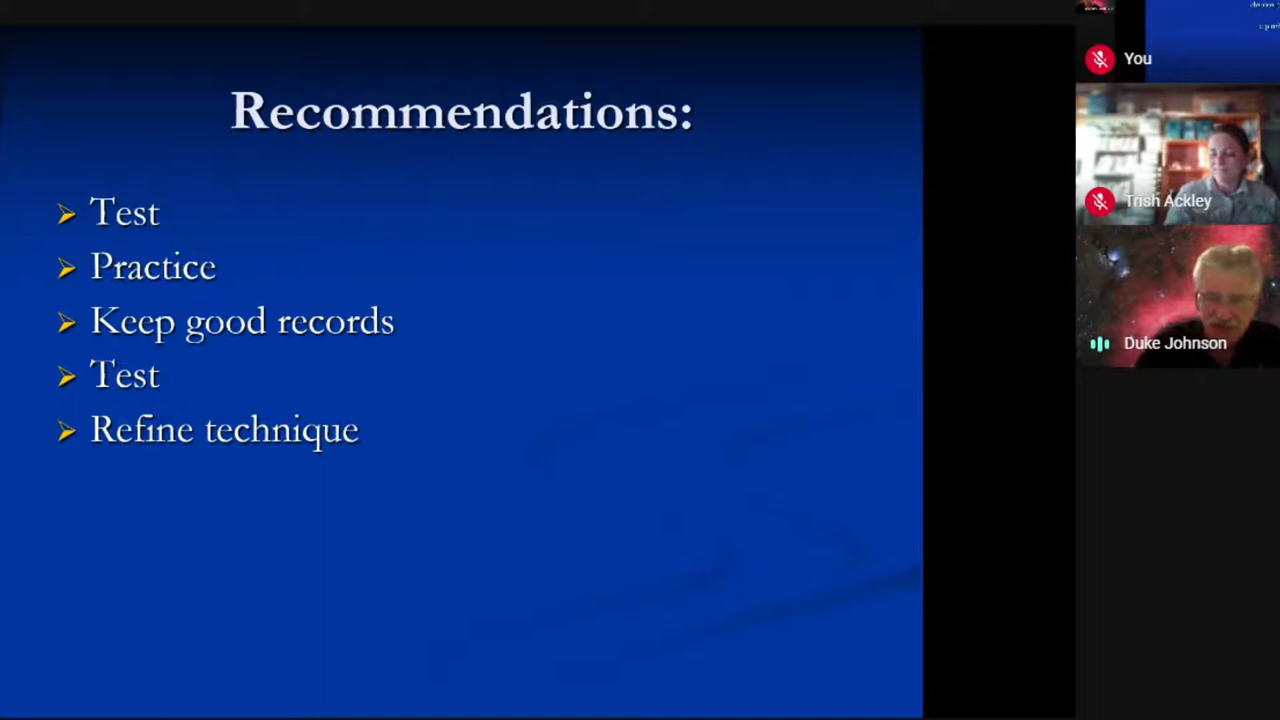 Recommendations:
Test
Practice
Keep good records
Test
Refine technique
You
Trish Ackley
Duke Johnson